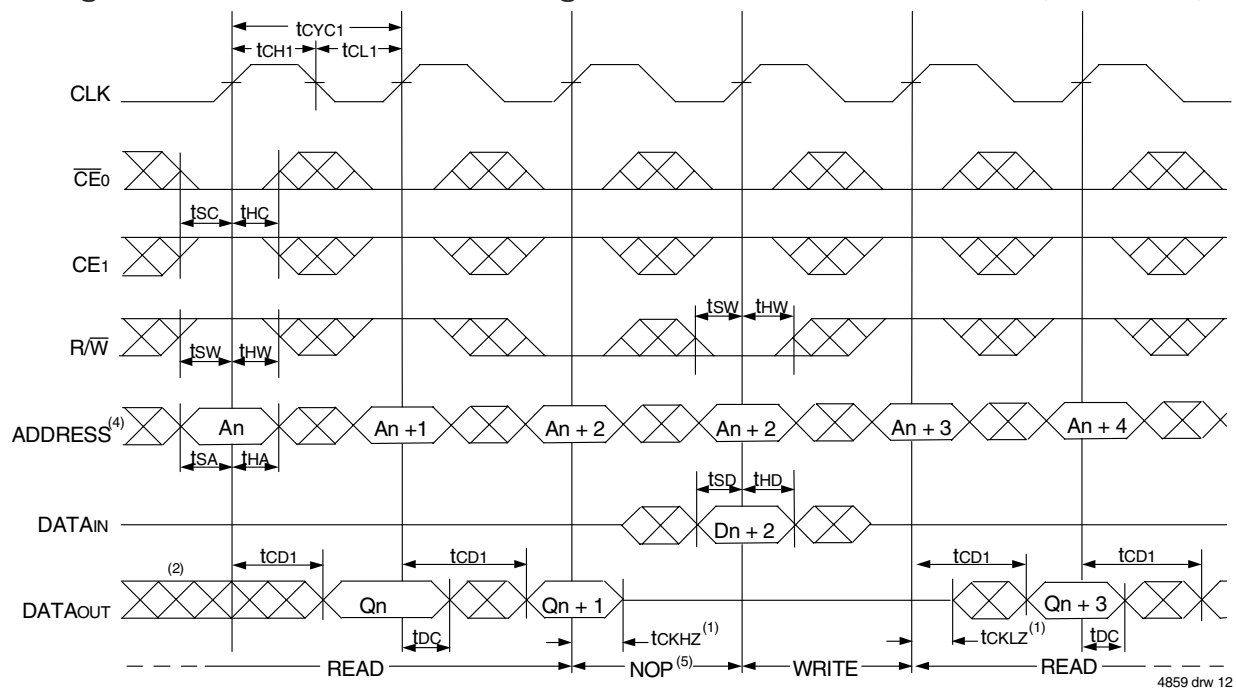 tCYC1
tCH1 tCL1
CLK
CE0
tSC tHC
CE1
tSW tHW
R/W
tSW tHW
ADDRESS(4) An An +1 An + 2 An + 2 An + 3 An + 4
tSA tHA
tSD tHD
DATAIN Dn + 2
tCD1 tCD1 tCD1 tCD1
(2)
DATAOUT Qn Qn + 1 Qn + 3
tDC tCKHZ(1) tCKLZ(1) tDC
READ NOP(5) WRITE READ
4859 drw 12